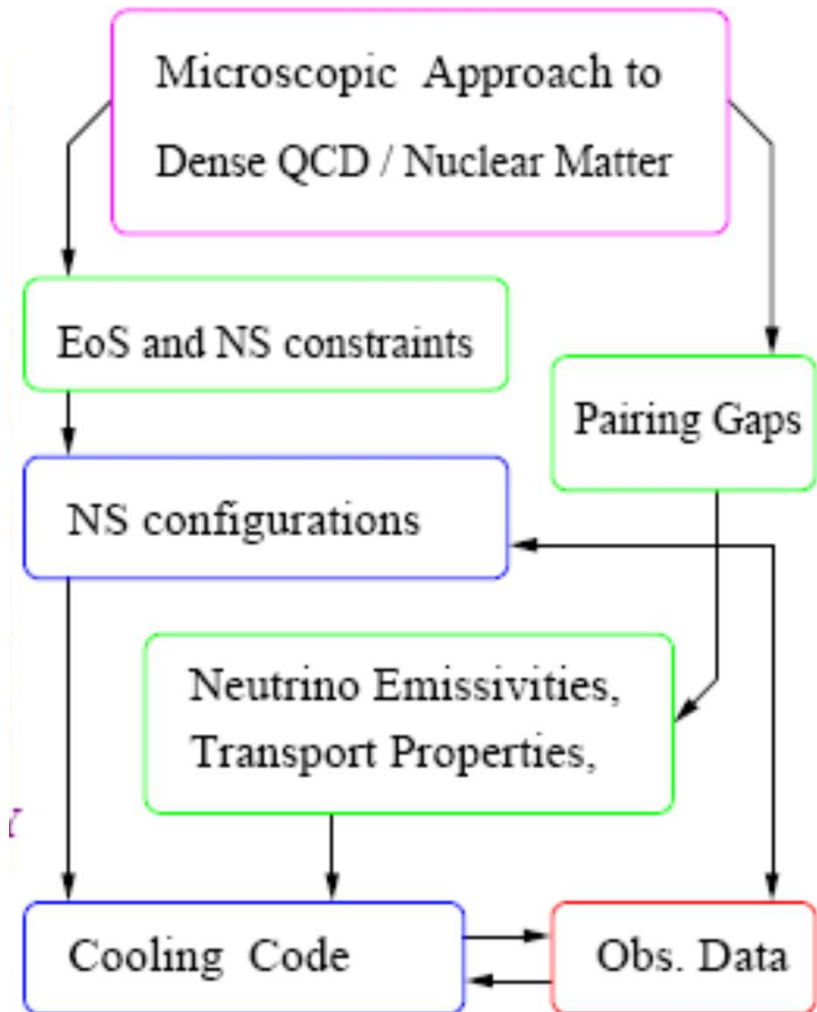 Microscopic Approach to
Dense QCD / Nuclear Matter
EoS and NS constraints
Pairing Gaps
NS configurations
Neutrino Emissivities,
Transport Properties,
Cooling Code
Obs. Data